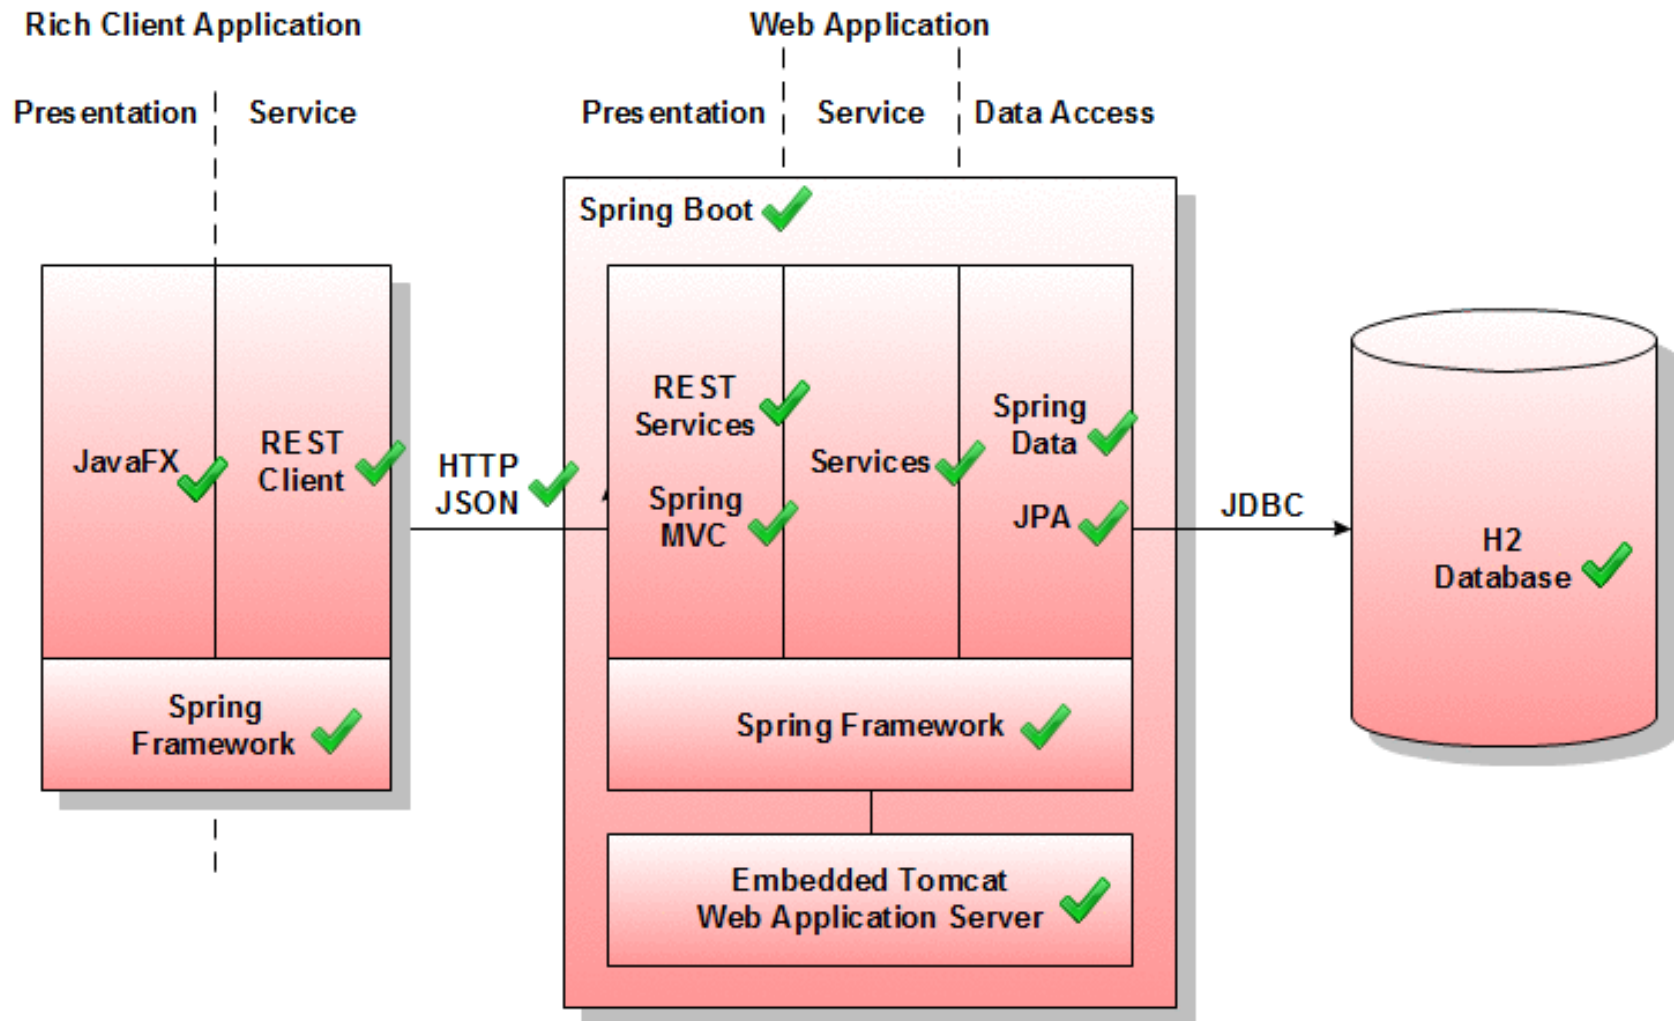 Rich Client Application
Web Application
Presentation
Service
Presentation
Service
Data Access
Spring Boot
JavaFX
REST
Client
HTTP
JSON
REST
Services
Spring
MVC
Services
Spring
Data
JPA
JDBC
H2
Database
Spring
Framework
Spring Framework
Embedded Tomcat
Web Application Server